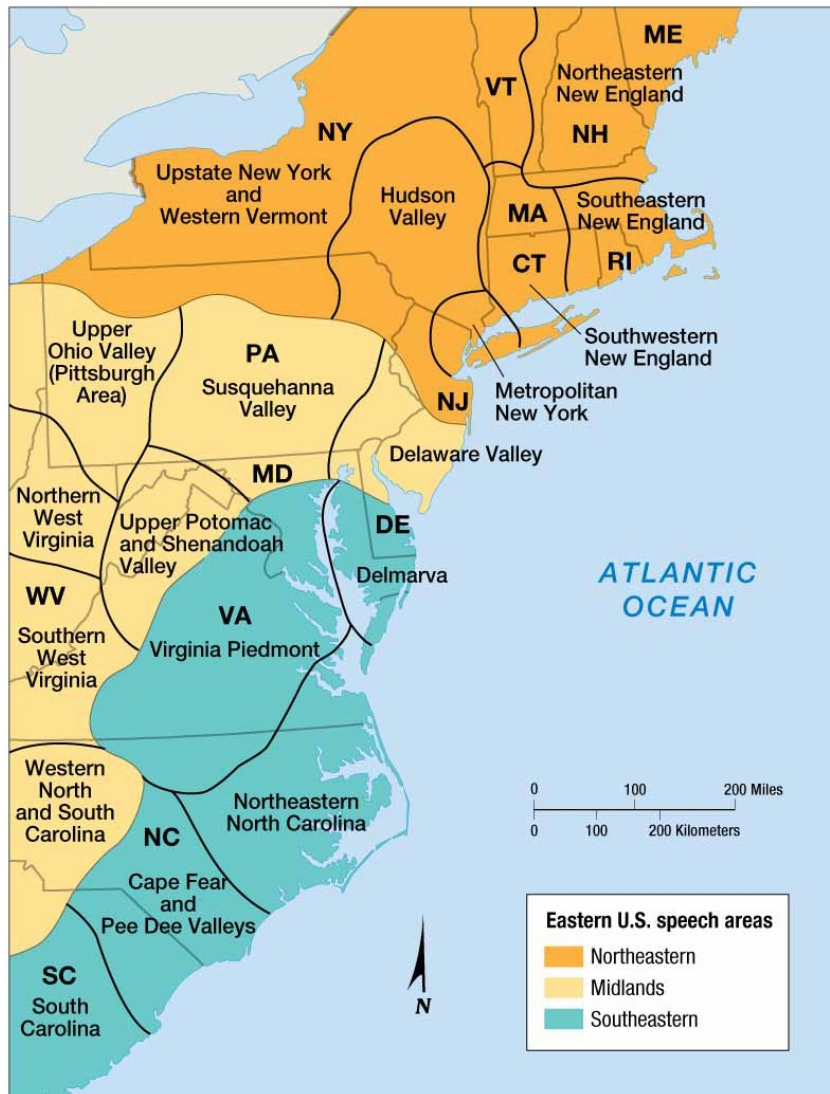 ME
VT
Northeastern
New England
NY
NH
Upstate New York
and
Western Vermont
Hudson
Valley
MA
Southeastern
New England
CT
RI
Upper
Ohio Valley
(Pittsburgh
Area)
PA
Susquehanna
Valley
Southwestern
New England
NJ
Metropolitan
New York
Delaware Valley
MD
Northern
West
Virginia
Upper Potomac
and Shenandoah
Valley
DE
Delmarva
ATLANTIC
OCEAN
WV
Southern
West
Virginia
VA
Virginia Piedmont
Western
North
and South
Carolina
Northeastern
North Carolina
0 100 200 Miles
0 100 200 Kilometers
NC
Cape Fear
and
Pee Dee Valleys
SC
South
Carolina
N
Eastern U.S. speech areas
Northeastern
Midlands
Southeastern